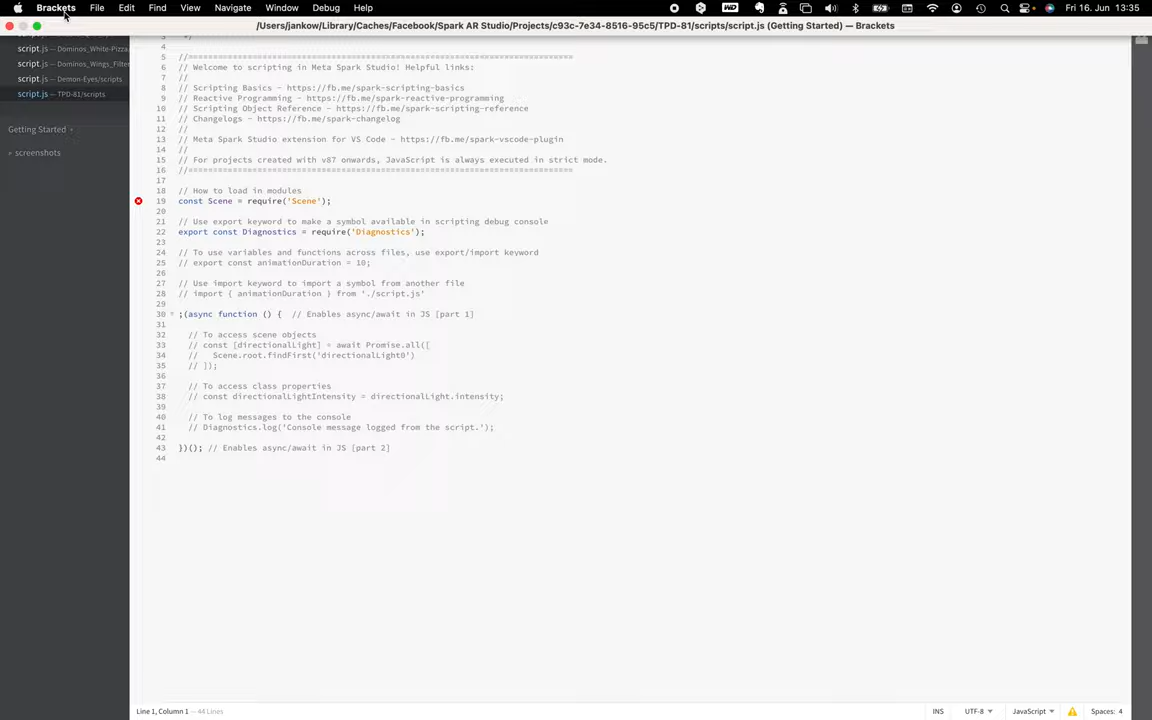 Brackets File Edit Find View Navigate Window Debug Help Fri 16. Jun 13:35
/Users/jankow/Library/Caches/Facebook/Spark AR Studio/Projects/c93c-7e34-8516-95c5/TPD-81/scripts/script.js (Getting Started) — Brackets
script.js — Dominos_White-Pizza.
script.js — Dominos_Wings_Filter
script.js — Demon-Eyes/scripts
script.js — TPD-81/scripts
Getting Started
screenshots
4
5 //==================================================================================
6 // Welcome to scripting in Meta Spark Studio! Helpful links:
7 //
8 // Scripting Basics - https://fb.me/spark-scripting-basics
9 // Reactive Programming - https://fb.me/spark-reactive-programming
10 // Scripting Object Reference - https://fb.me/spark-scripting-reference
11 // Changelogs - https://fb.me/spark-changelog
12 //
13 // Meta Spark Studio extension for VS Code - https://fb.me/spark-vscode-plugin
14 //
15 // For projects created with v87 onwards, JavaScript is always executed in strict mode.
16 //==================================================================================
17
18 // How to load in modules
19 const Scene = require('Scene');
20
21 // Use export keyword to make a symbol available in scripting debug console
22 export const Diagnostics = require('Diagnostics');
23
24 // To use variables and functions across files, use export/import keyword
25 // export const animationDuration = 10;
26
27 // Use import keyword to import a symbol from another file
28 // import { animationDuration } from './script.js'
29
30 ;(async function () { // Enables async/await in JS [part 1]
31
32 // To access scene objects
33 // const [directionalLight] = await Promise.all([
34 // Scene.root.findFirst('directionalLight0')
35 // ]);
36
37 // To access class properties
38 // const directionalLightIntensity = directionalLight.intensity;
39
40 // To log messages to the console
41 // Diagnostics.log('Console message logged from the script.');
42
43 })(); // Enables async/await in JS [part 2]
44
Line 1, Column 1 — 44 Lines INS UTF-8 JavaScript Spaces: 4